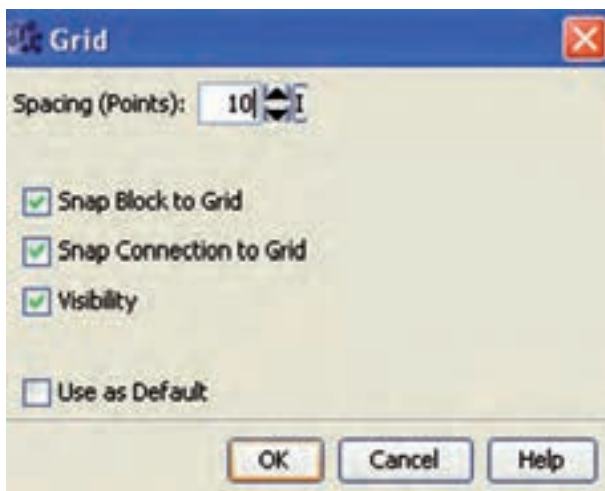 Grid
Spacing (Points): 10
Snap Block to Grid
Snap Connection to Grid
Visibility
Use as Default
OK Cancel Help